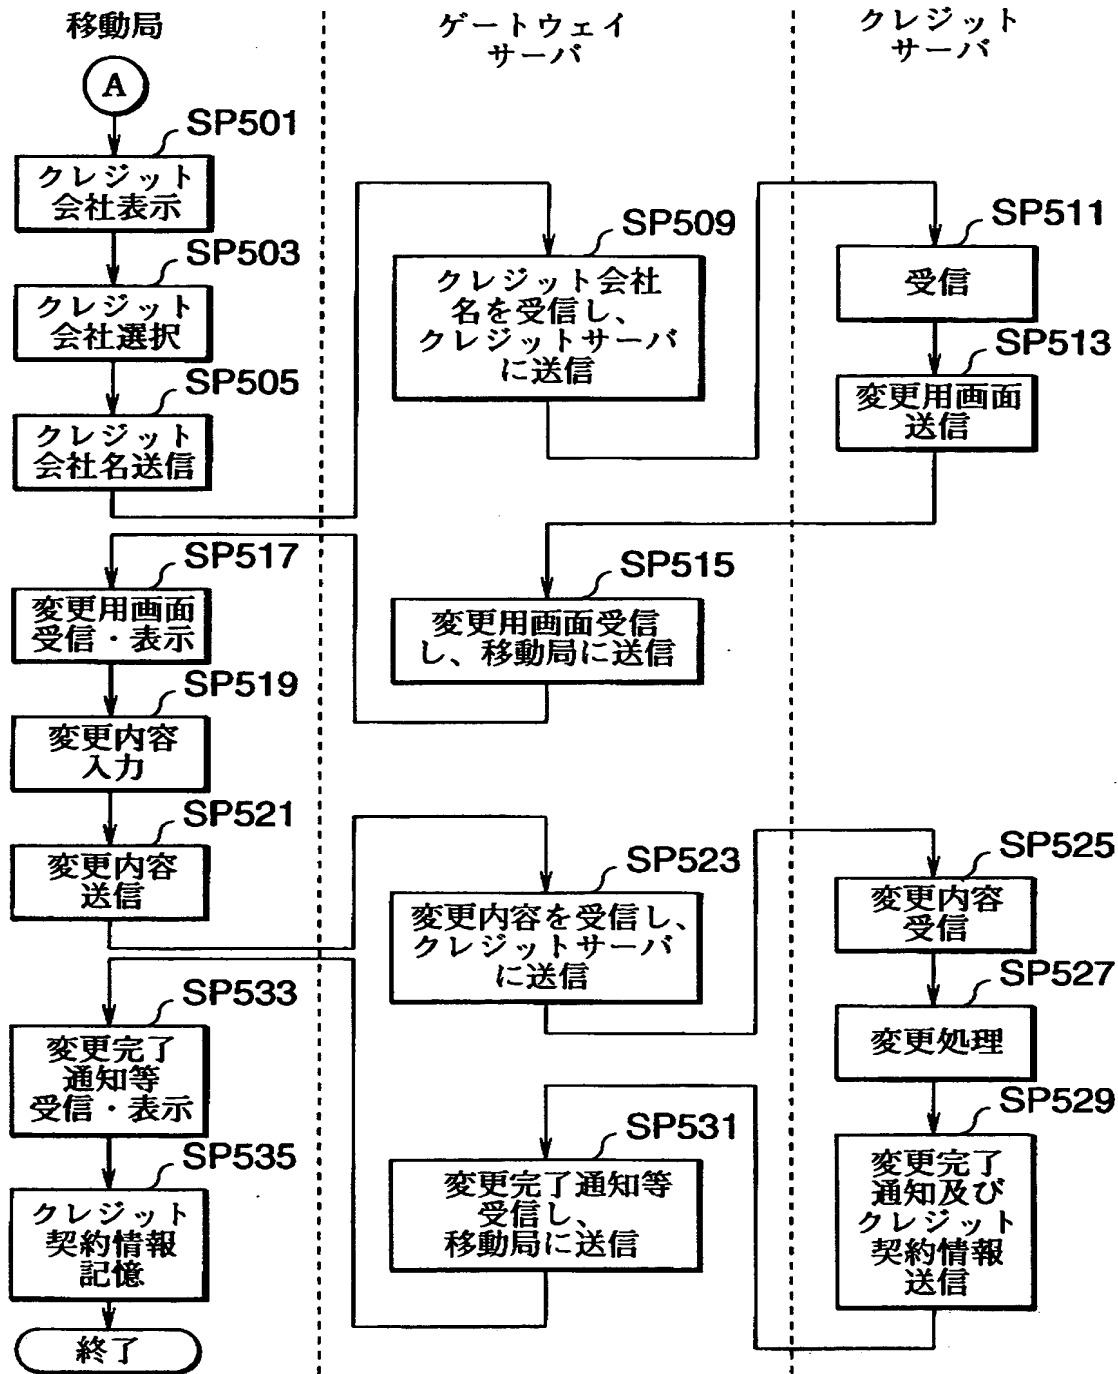 移動局
ゲートウェイ
サーバ
クレジット
サーバ
A
SP501
クレジット
会社表示
SP503
クレジット
会社選択
SP505
クレジット
会社名送信
SP509
クレジット会社
名を受信し、
クレジットサーバ
に送信
SP511
受信
SP513
変更用画面
送信
SP515
変更用画面受信
し、移動局に送信
SP517
変更用画面
受信・表示
SP519
変更内容
入力
SP521
変更内容
送信
SP523
変更内容を受信し、
クレジットサーバ
に送信
SP525
変更内容
受信
SP527
変更処理
SP529
変更完了
通知及び
クレジット
契約情報
送信
SP531
変更完了通知等
受信し、
移動局に送信
SP533
変更完了
通知等
受信・表示
SP535
クレジット
契約情報
記憶
終了